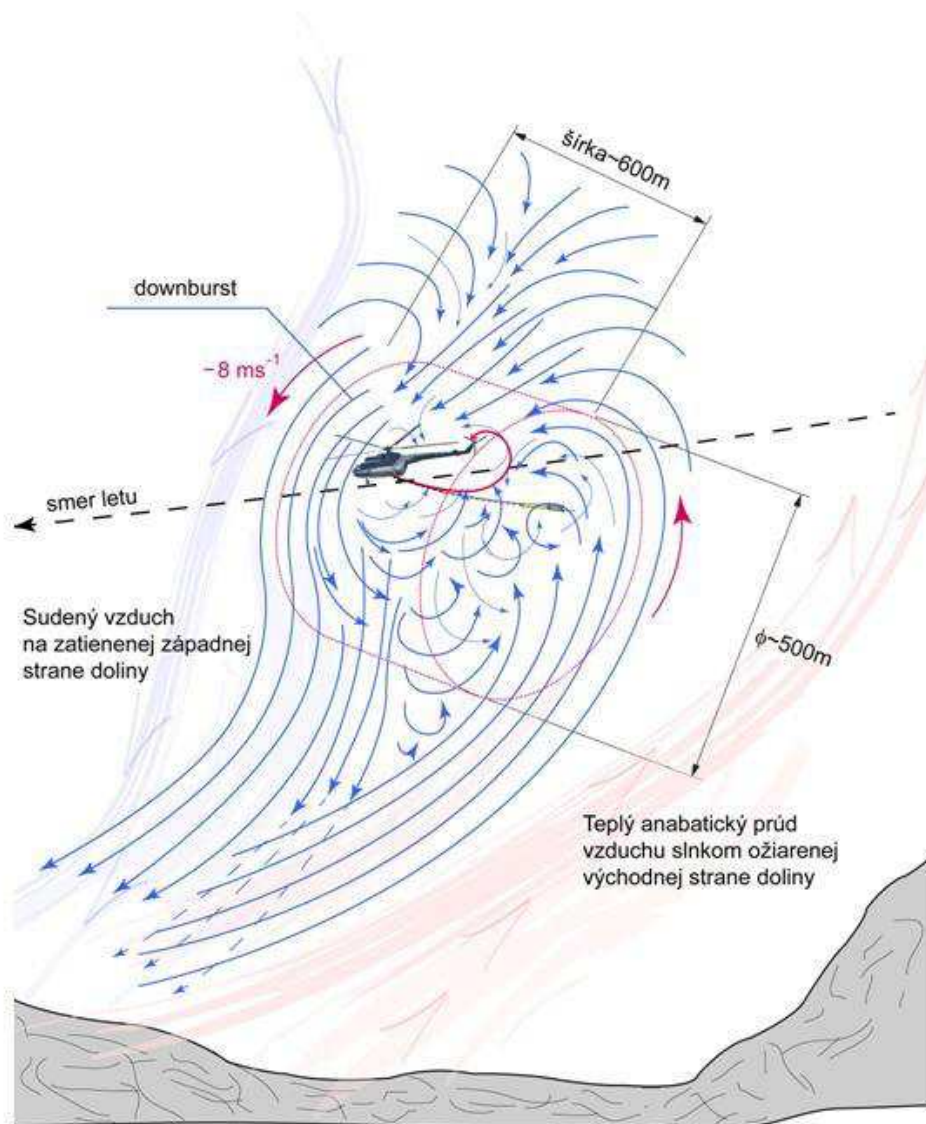 šírka~600m
downburst
~8 ms⁻¹
smer letu
Sudený vzduch
na zatienenej západnej
strane doliny
ϕ~500m
Teplý anabatický prúd
vzduchu slnkom ožiarenej
východnej strane doliny